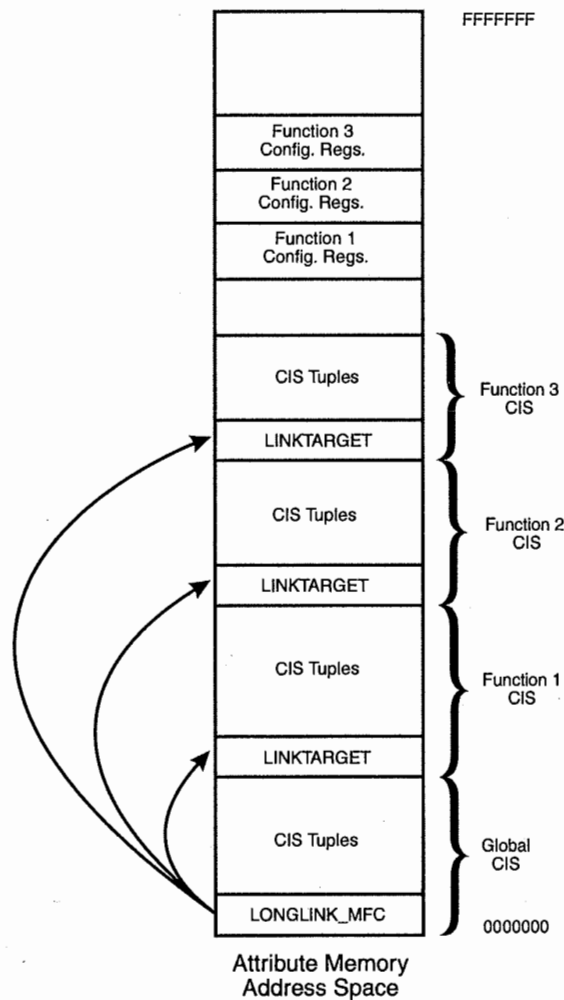 FFFFFFF
Function 3
Config. Regs.
Function 2
Config. Regs.
Function 1
Config. Regs.
CIS Tuples
Function 3
CIS
LINKTARGET
CIS Tuples
Function 2
CIS
LINKTARGET
CIS Tuples
Function 1
CIS
LINKTARGET
CIS Tuples
Global
CIS
LONGLINK_MFC
0000000
Attribute Memory
Address Space